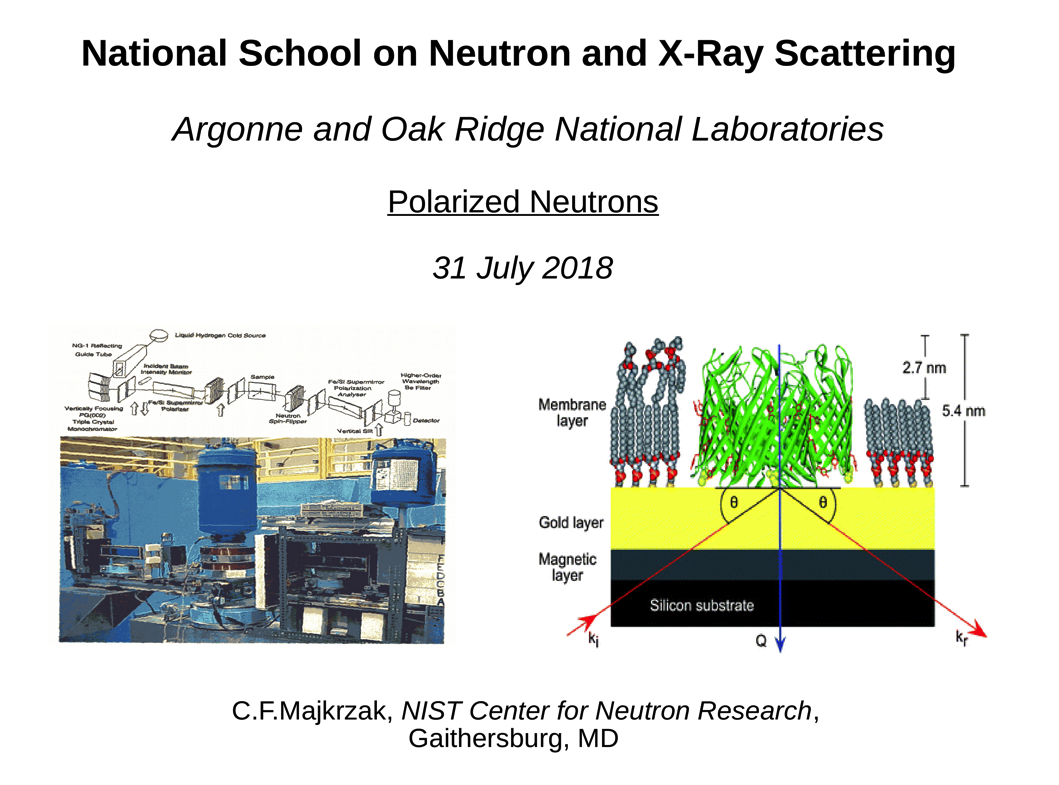 National School on Neutron and X-Ray Scattering
Argonne and Oak Ridge National Laboratories
Polarized Neutrons
31 July 2018
Liquid Hydrogen Cold Source
NG-1 Reflecting
Guide Tube
Incident Beam
Intensity Monitor
Sample
Fe/Si Supermirror
Polarization
Analyser
Higher-Order
Wavelength
Be Filter
Vertically Focusing
PG(002)
Triple Crystal
Monochromator
Fe/Si Supermirror
Polarizer
Neutron
Spin-Flipper
Vertical Slit
Detector
F
E
D
C
B
A
Membrane
layer
2.7 nm
5.4 nm
θ
θ
Gold layer
Magnetic
layer
Silicon substrate
ki
Q
kr
C.F.Majkrzak, NIST Center for Neutron Research,
Gaithersburg, MD